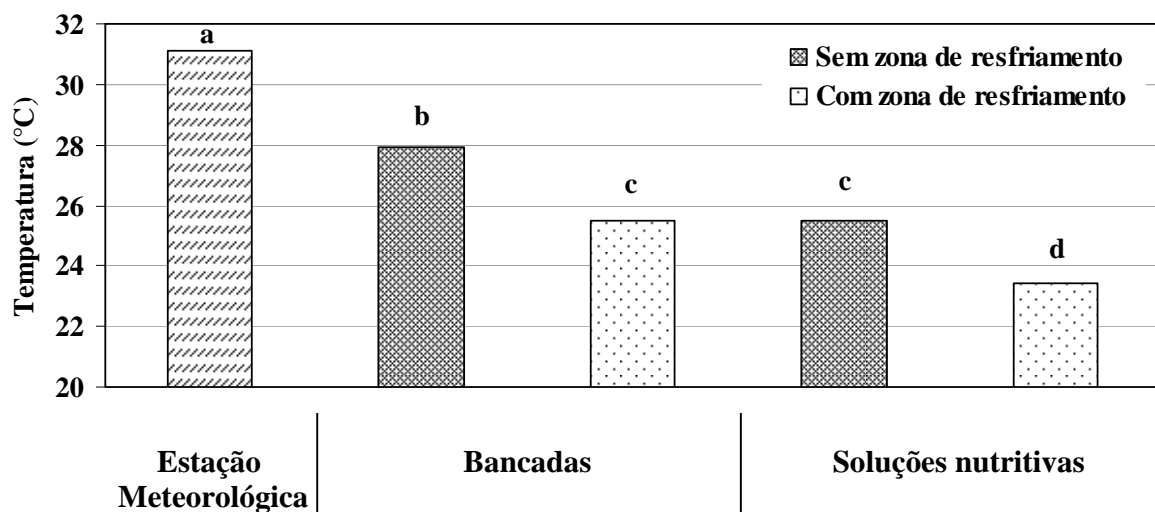 Temperatura (°C)
32
30
28
26
24
22
20
a
b
c
c
d
Sem zona de resfriamento
Com zona de resfriamento
Estação
Meteorológica
Bancadas
Soluções nutritivas